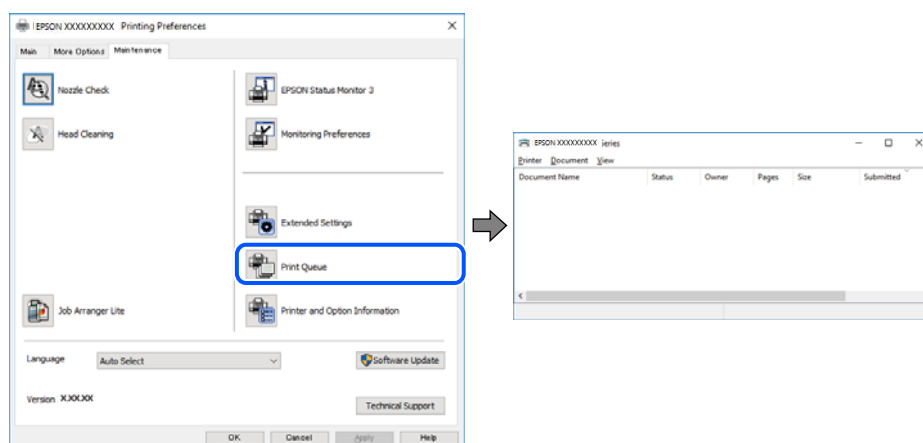 EPSON XXXXXXXXX Printing Preferences
Main More Options Maintenance
Nozzle Check
EPSON Status Monitor 3
Head Cleaning
Monitoring Preferences
Extended Settings
Print Queue
Job Arranger Lite
Printer and Option Information
Language Auto Select
Software Update
Version X.XX.XX
Technical Support
OK Cancel Apply Help
EPSON XXXXXXXXX ieries
Printer Document View
Document Name Status Owner Pages Size Submitted